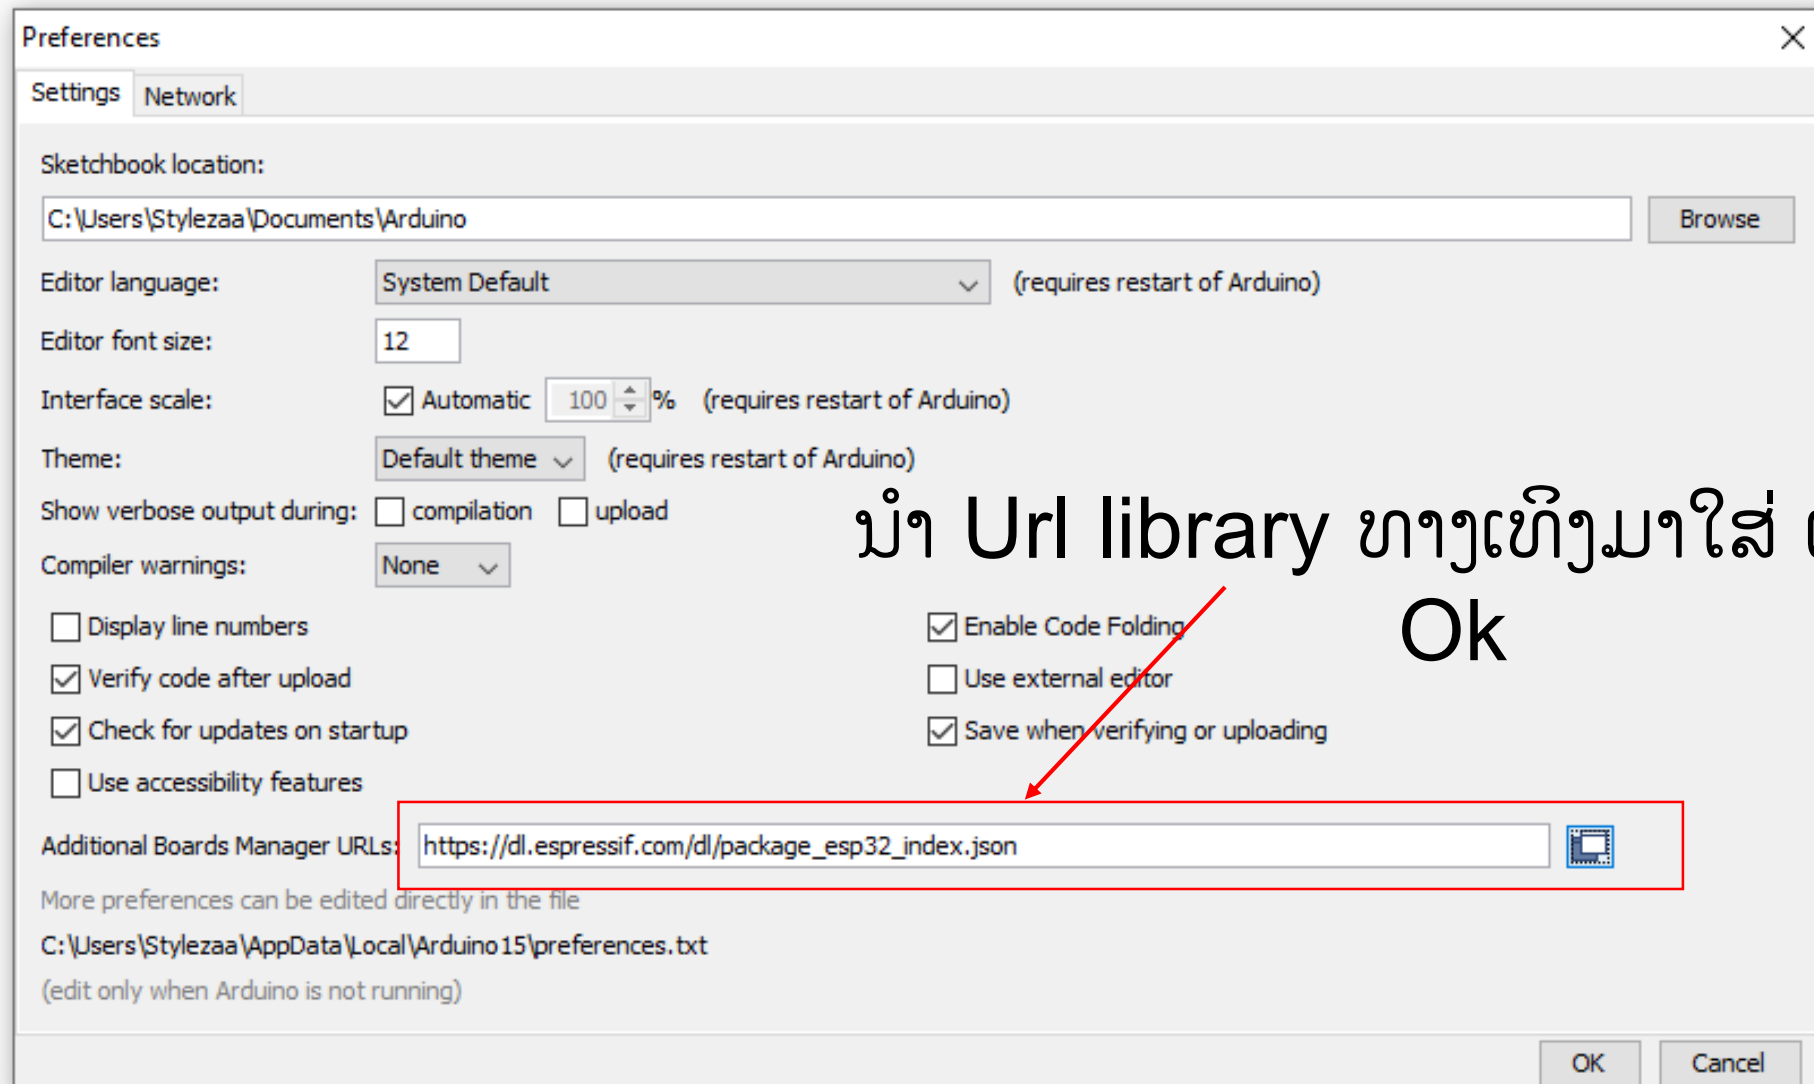 Preferences
Settings Network
Sketchbook location:
C:\Users\Stylezaa\Documents\Arduino Browse
Editor language: System Default (requires restart of Arduino)
Editor font size: 12
Interface scale: Automatic 100 % (requires restart of Arduino)
Theme: Default theme (requires restart of Arduino)
Show verbose output during: compilation upload
ນຳ Url library ທາງເທິງມາໃສ່
Ok
Compiler warnings: None
Display line numbers Enable Code Folding
Verify code after upload Use external editor
Check for updates on startup Save when verifying or uploading
Use accessibility features
Additional Boards Manager URLs: https://dl.espressif.com/dl/package_esp32_index.json
More preferences can be edited directly in the file
C:\Users\Stylezaa\AppData\Local\Arduino15\preferences.txt
(edit only when Arduino is not running)
OK Cancel